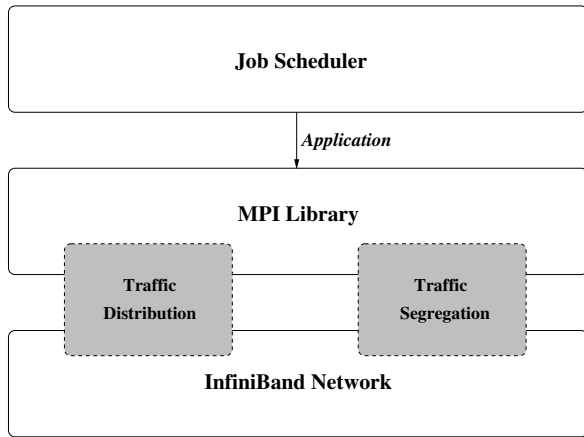 Job Scheduler
Application
MPI Library
Traffic
Distribution
Traffic
Segregation
InfiniBand Network